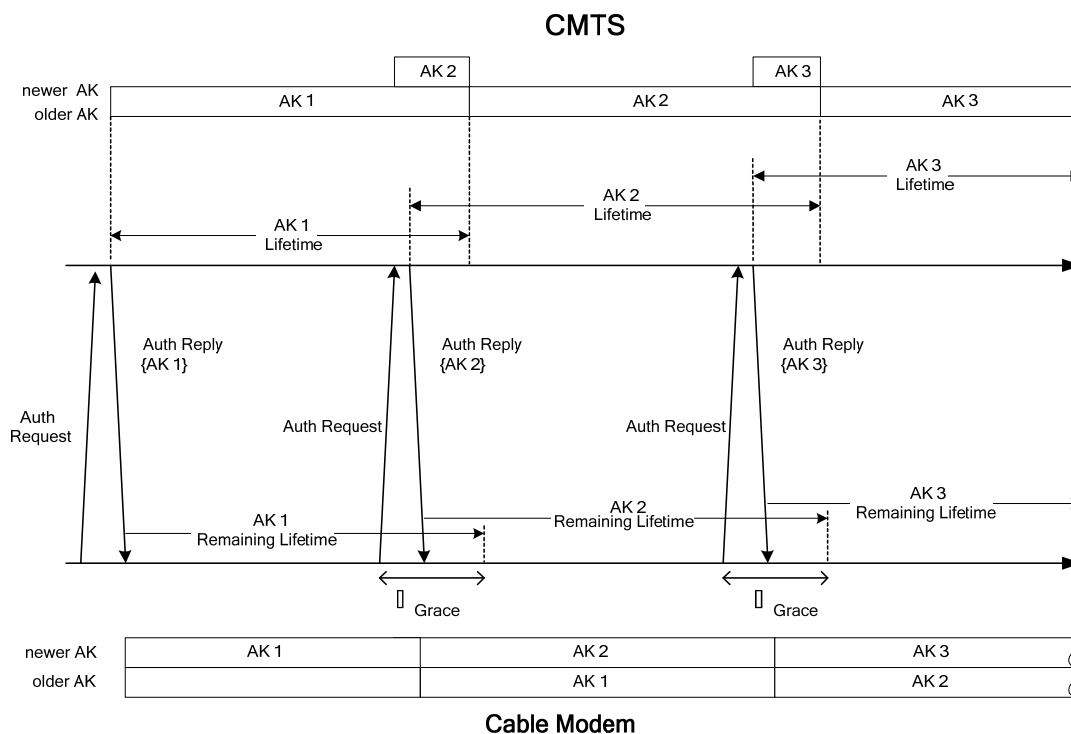 CMTS
AK 2
AK 3
newer AK
older AK
AK 1
AK 2
AK 3
AK 3
Lifetime
AK 2
Lifetime
AK 1
Lifetime
Auth Reply
{AK 1}
Auth Reply
{AK 2}
Auth Reply
{AK 3}
Auth
Request
Auth Request
Auth Request
AK 1
Remaining Lifetime
AK 2
Remaining Lifetime
AK 3
Remaining Lifetime
Grace
Grace
newer AK
AK 1
AK 2
AK 3
older AK
AK 1
AK 2
Cable Modem